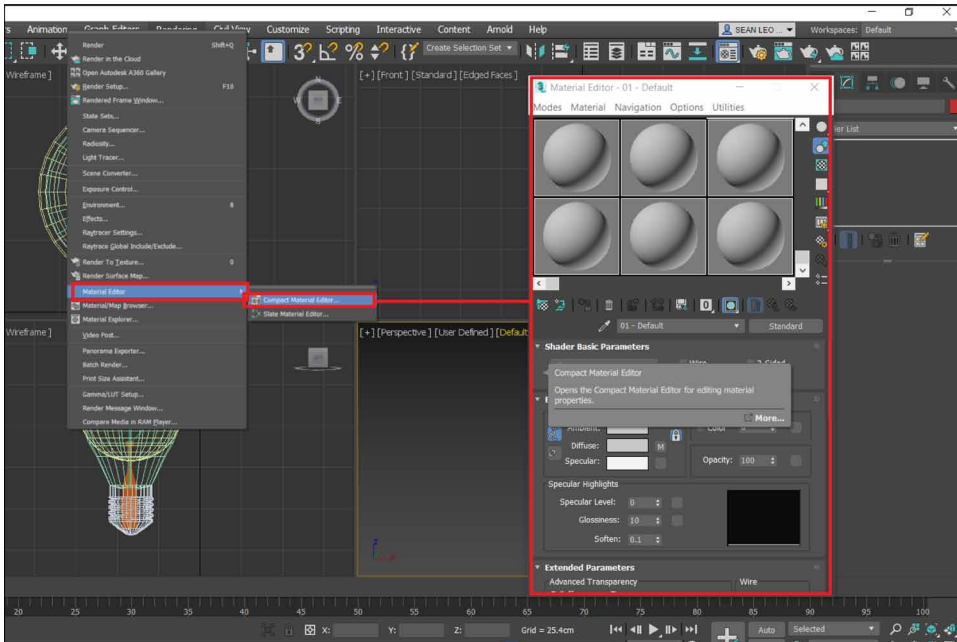 s Animation Graph Editors Rendering Civil View Customize Scripting Interactive Content Arnold Help SEAN LEO ... Workspaces: Default
Create Selection Set
Wireframe ]
[+] [Front ] [Standard ] [Edged Faces ]
Render Shift+Q
Render in the Cloud
Open Autodesk A360 Gallery
Render Setup... F10
Rendered Frame Window...
State Sets...
Camera Sequencer...
Radiosity...
Light Tracer...
Scene Converter...
Exposure Control...
Environment... 8
Effects...
Raytracer Settings...
Raytrace Global Include/Exclude...
Render To Texture... 0
Render Surface Map...
Material Editor
Material/Map Browser...
Material Explorer...
Video Post...
Panorama Exporter...
Batch Render...
Print Size Assistant...
Gamma/LUT Setup...
Render Message Window...
Compare Media in RAM Player...
Compact Material Editor...
Slate Material Editor...
Wireframe ]
[+] [Perspective ] [User Defined ] [Default
Material Editor - 01 - Default
Modes Material Navigation Options Utilities
ier List
01 - Default Standard
Shader Basic Parameters
Wire 2-Sided
Compact Material Editor
Opens the Compact Material Editor for editing material
properties.
More...
Ambient:
Color
Diffuse: M
Specular:
Opacity: 100
Specular Highlights
Specular Level: 0
Glossiness: 10
Soften: 0.1
Extended Parameters
Advanced Transparency Wire
20 25 30 35 40 45 50 55 60 65 70 75 80 85 90 95 100
X: Y: Z: Grid = 25.4cm Auto Selected